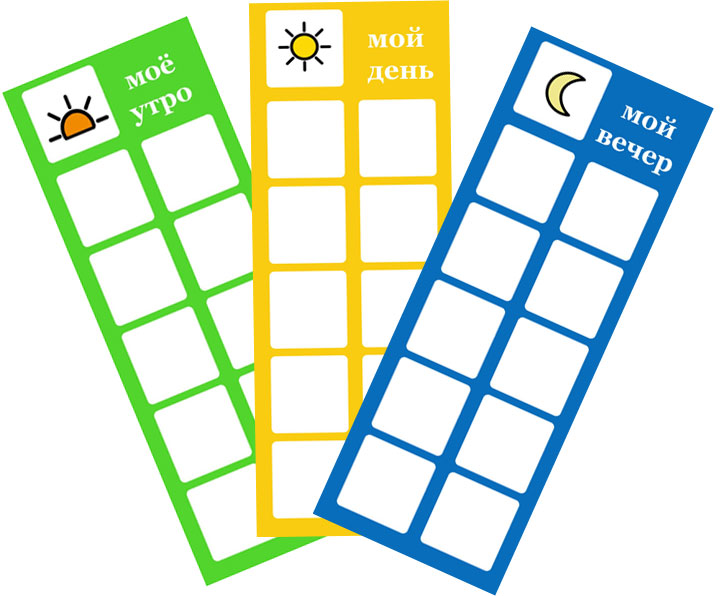 моё
утро
мой
день
мой
вечер